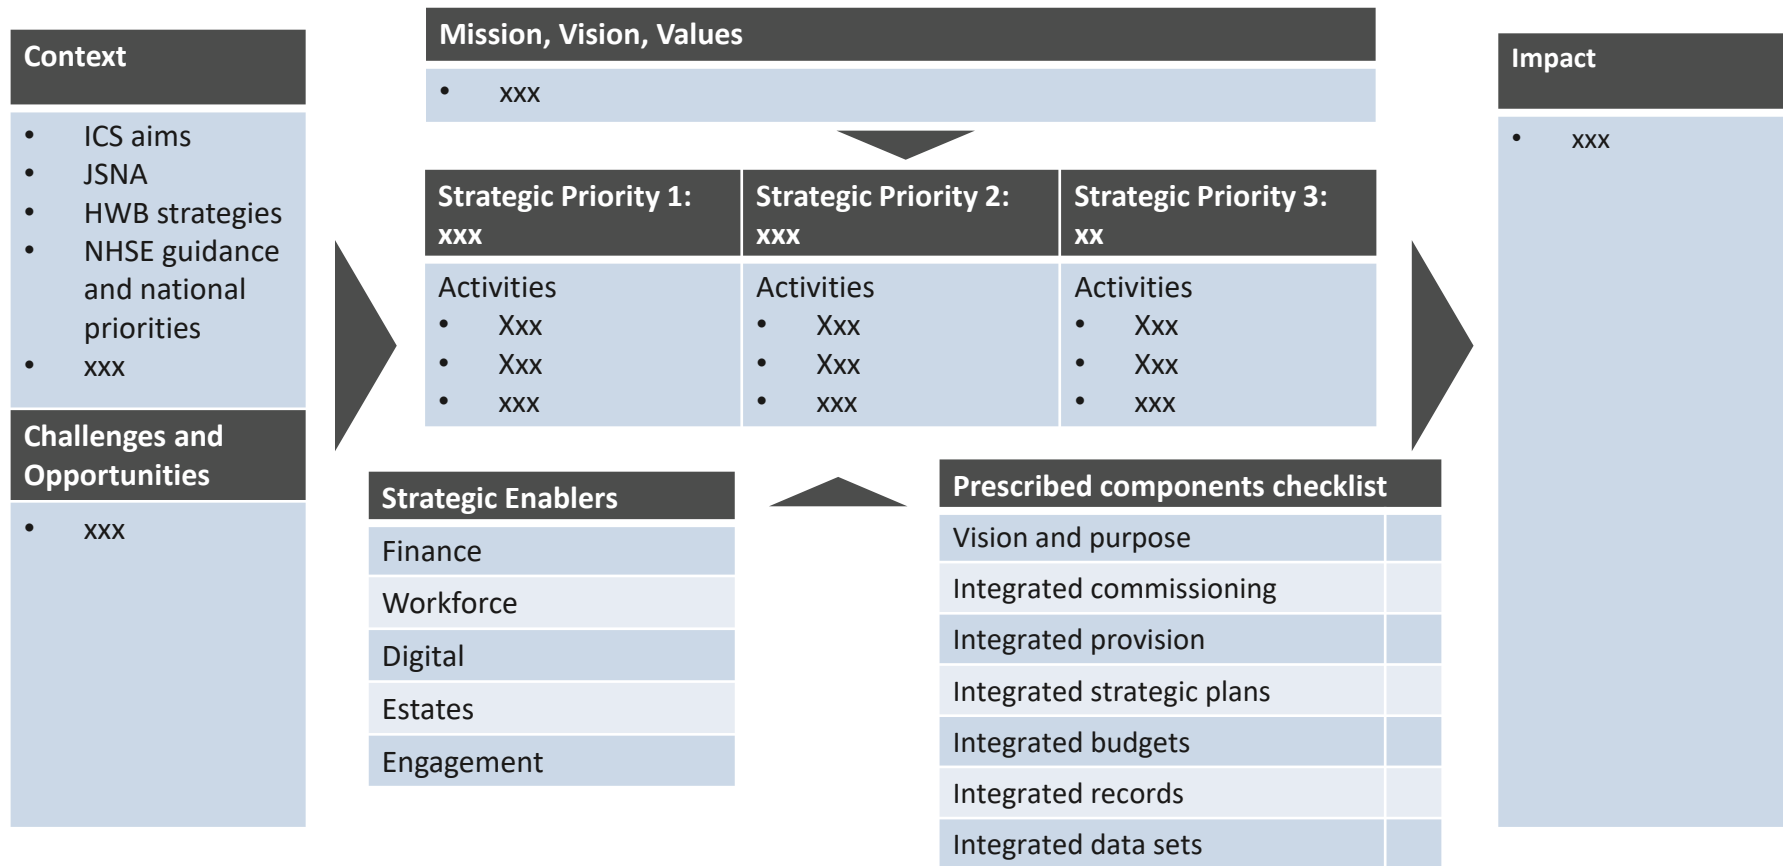 Context
• ICS aims
• JSNA
• HWB strategies
• NHSE guidance
and national
priorities
• xxx
Challenges and
Opportunities
• xxx
Mission, Vision, Values
• xxx
Strategic Priority 1:
xxx
Activities
• Xxx
• Xxx
• xxx
Strategic Priority 2:
xxx
Activities
• Xxx
• Xxx
• xxx
Strategic Priority 3:
xx
Activities
• Xxx
• Xxx
• xxx
Strategic Enablers
Finance
Workforce
Digital
Estates
Engagement
Prescribed components checklist
Vision and purpose
Integrated commissioning
Integrated provision
Integrated strategic plans
Integrated budgets
Integrated records
Integrated data sets
Impact
• xxx